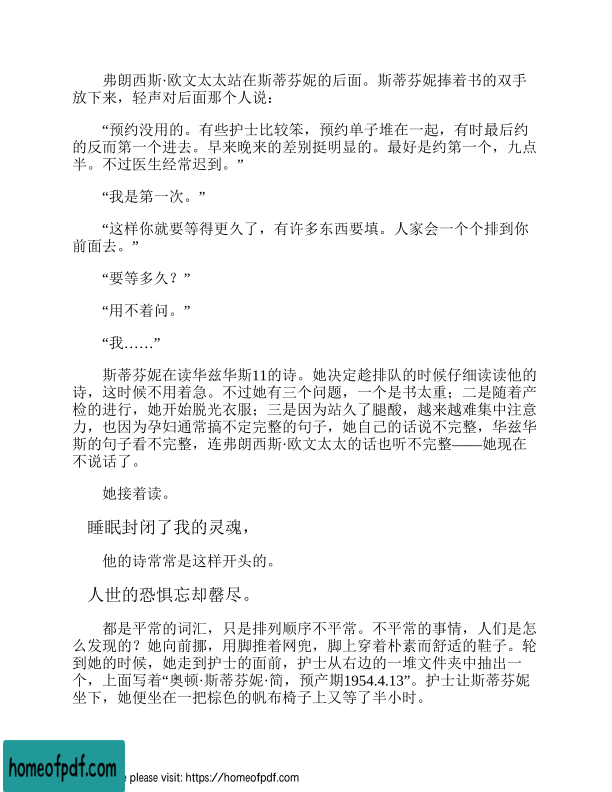 弗朗西斯·欧文太太站在斯蒂芬妮的后面。斯蒂芬妮捧着书的双手
放下来，轻声对后面那个人说：
“预约没用的。有些护士比较笨，预约单子堆在一起，有时最后约
的反而第一个进去。早来晚来的差别挺明显的。最好是约第一个，九点
半。不过医生经常迟到。”
“我是第一次。”
“这样你就要等得更久了，有许多东西要填。人家会一个个排到你
前面去。”
“要等多久？”
“用不着问。”
“我……”
斯蒂芬妮在读华兹华斯11的诗。她决定趁排队的时候仔细读读他的
诗，这时候不用着急。不过她有三个问题，一个是书太重；二是随着产
检的进行，她开始脱光衣服；三是因为站久了腿酸，越来越难集中注意
力，也因为孕妇通常搞不定完整的句子，她自己的话说不完整，华兹华
斯的句子看不完整，连弗朗西斯·欧文太太的话也听不完整——她现在
不说话了。
她接着读。
睡眠封闭了我的灵魂，
他的诗常常是这样开头的。
人世的恐惧忘却罄尽。
都是平常的词汇，只是排列顺序不平常。不平常的事情，人们是怎
么发现的？她向前挪，用脚推着网兜，脚上穿着朴素而舒适的鞋子。轮
到她的时候，她走到护士的面前，护士从右边的一堆文件夹中抽出一
个，上面写着“奥顿·斯蒂芬妮·简，预产期1954.4.13”。护士让斯蒂芬妮
坐下，她便坐在一把棕色的帆布椅子上又等了半小时。
homeofpdf.com
e please visit: https://homeofpdf.com